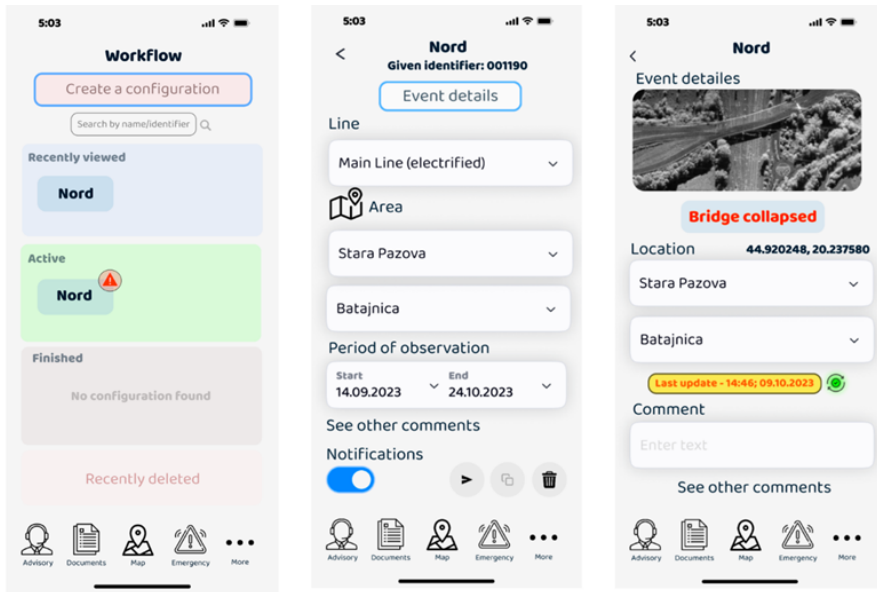 5:03
Workflow
Create a configuration
Search by name/identifier
Recently viewed
Nord
Active
Nord
Finished
No configuration found
Recently deleted
Advisory Documents Map Emergency More
5:03
Nord
Given identifier: 001190
Event details
Line
Main Line (electrified)
Area
Stara Pazova
Batajnica
Period of observation
Start End
14.09.2023 24.10.2023
See other comments
Notifications
Advisory Documents Map Emergency More
5:03
Nord
Event detailes
Bridge collapsed
Location 44.920248, 20.237580
Stara Pazova
Batajnica
Last update - 14:46; 09.10.2023
Comment
Enter text
See other comments
Advisory Documents Map Emergency More